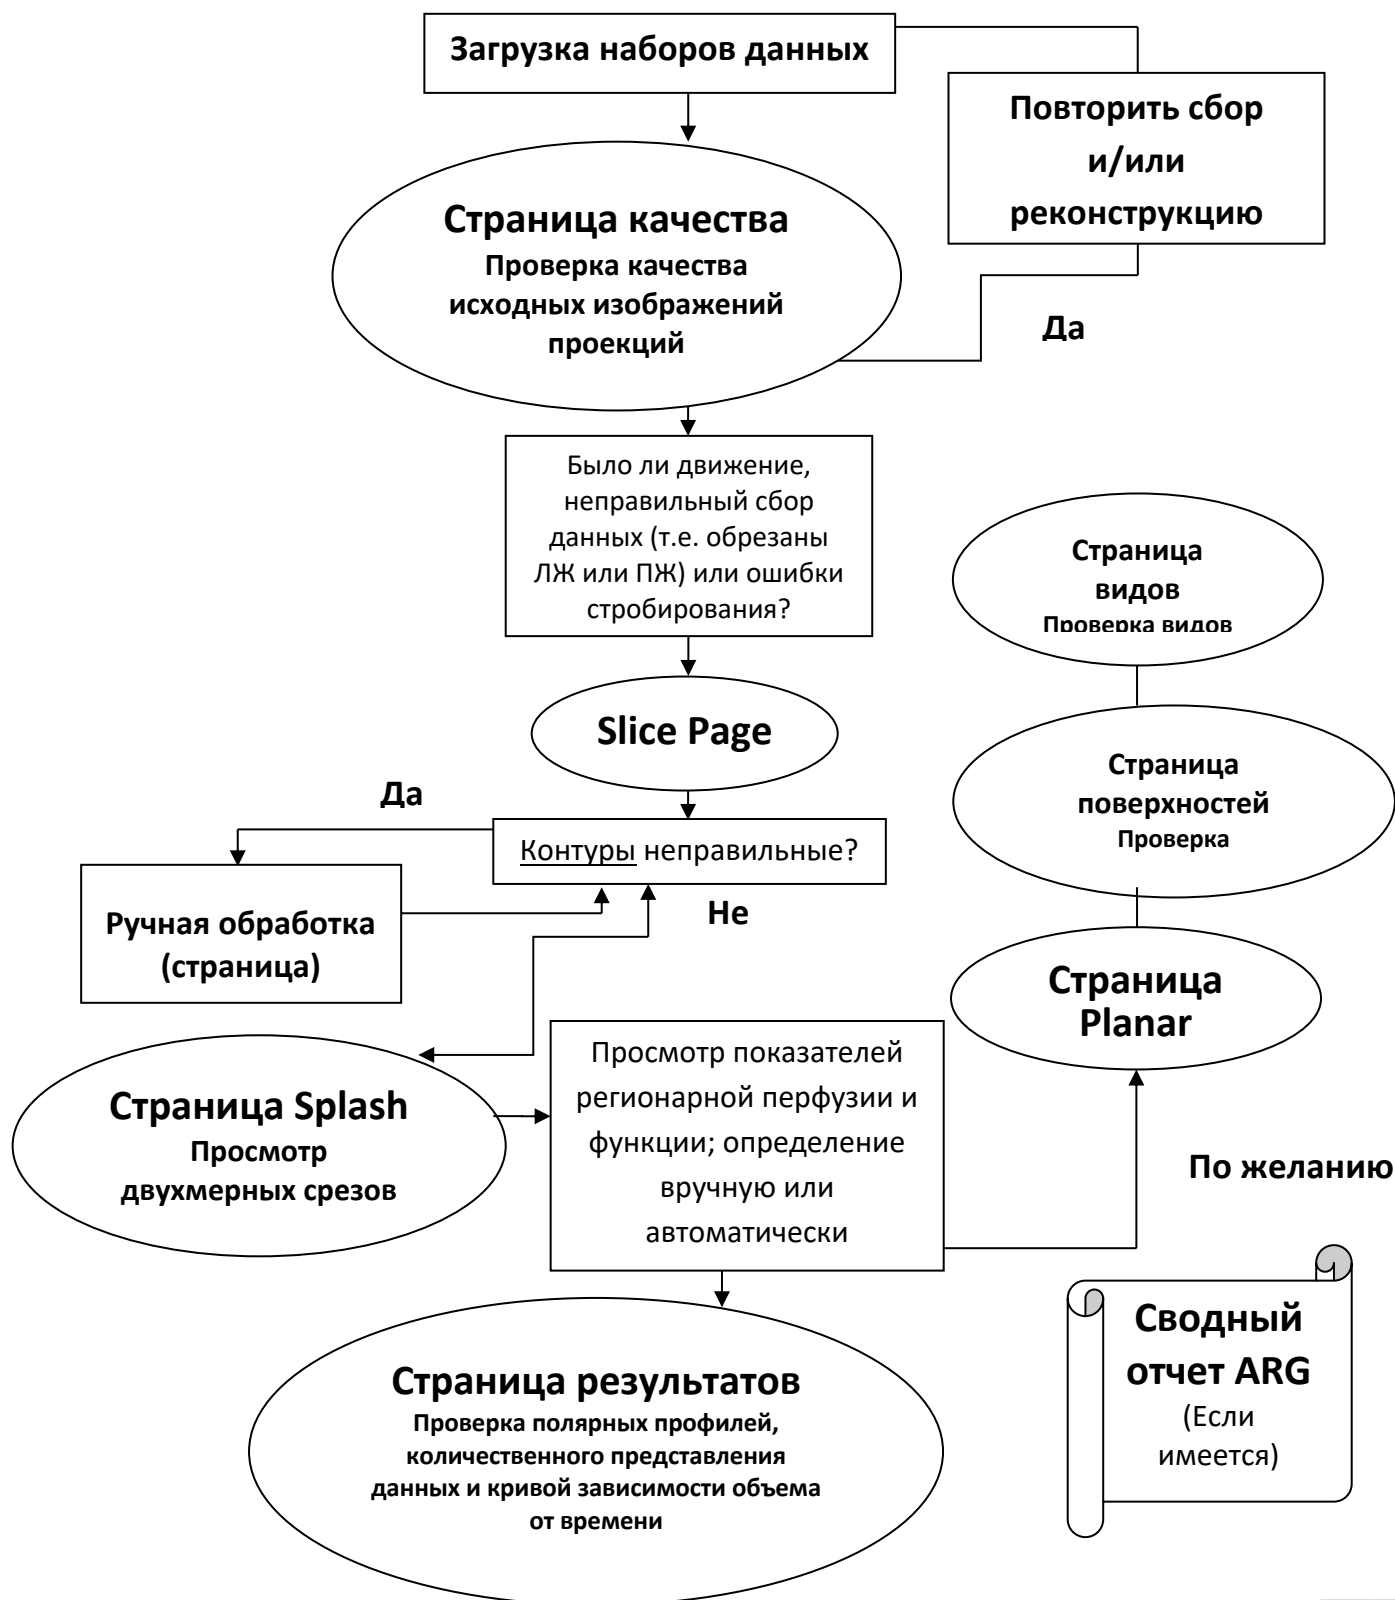 Загрузка наборов данных
Повторить сбор
и/или
реконструкцию
Страница качества
Проверка качества
исходных изображений
проекций
Да
Было ли движение,
неправильный сбор
данных (т.е. обрезаны
ЛЖ или ПЖ) или ошибки
стробирования?
Страница
видов
Проверка видов
Slice Page
Страница
поверхностей
Проверка
Да
Контуры неправильные?
Не
Ручная обработка
(страница)
Страница
Planar
Страница Splash
Просмотр
двухмерных срезов
Просмотр показателей
регионарной перфузии и
функции; определение
вручную или
автоматически
По желанию
Страница результатов
Проверка полярных профилей,
количественного представления
данных и кривой зависимости объема
от времени
Сводный
отчет ARG
(Если
имеется)